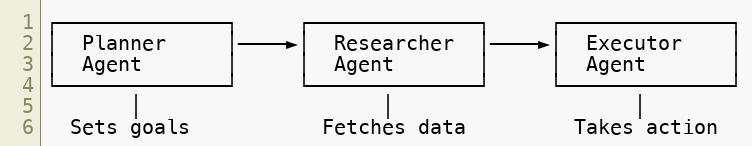 1
2 Planner Researcher Executor
3 Agent Agent Agent
4
5
6 Sets goals Fetches data Takes action